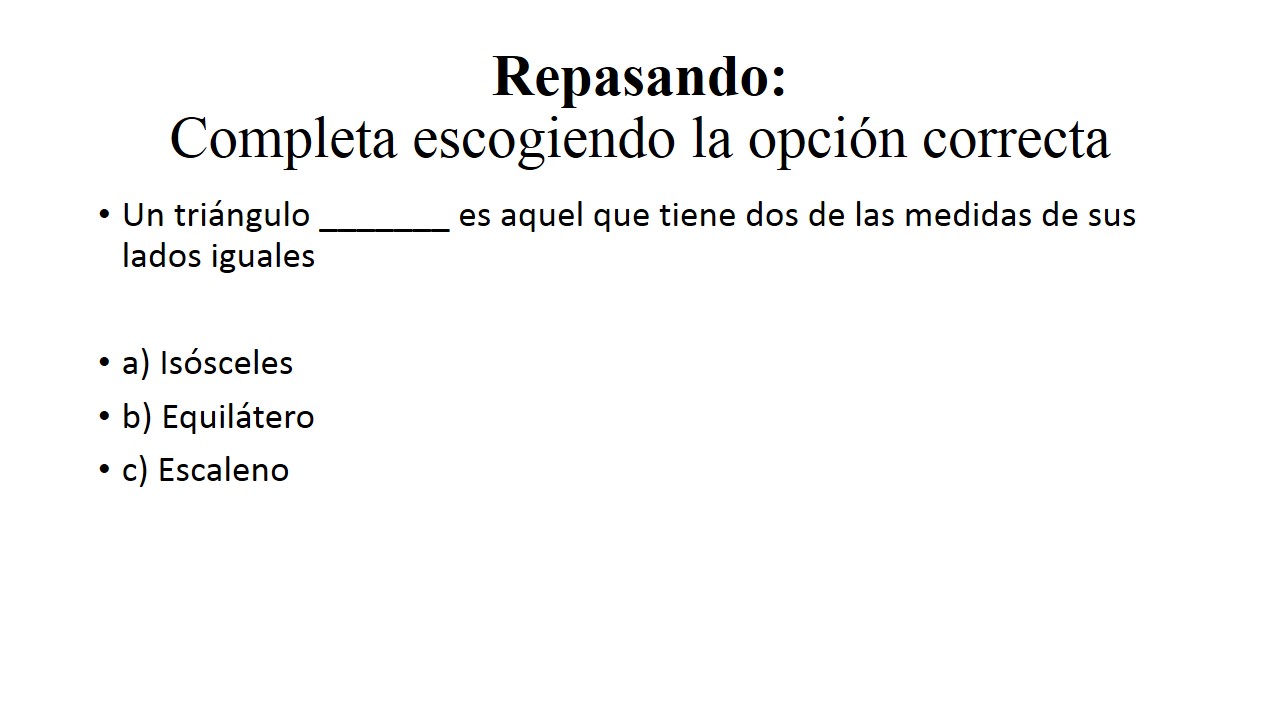 Repasando:
Completa escogiendo la opción correcta
• Un triángulo _______ es aquel que tiene dos de las medidas de sus
lados iguales
• a) Isósceles
• b) Equilátero
• c) Escaleno